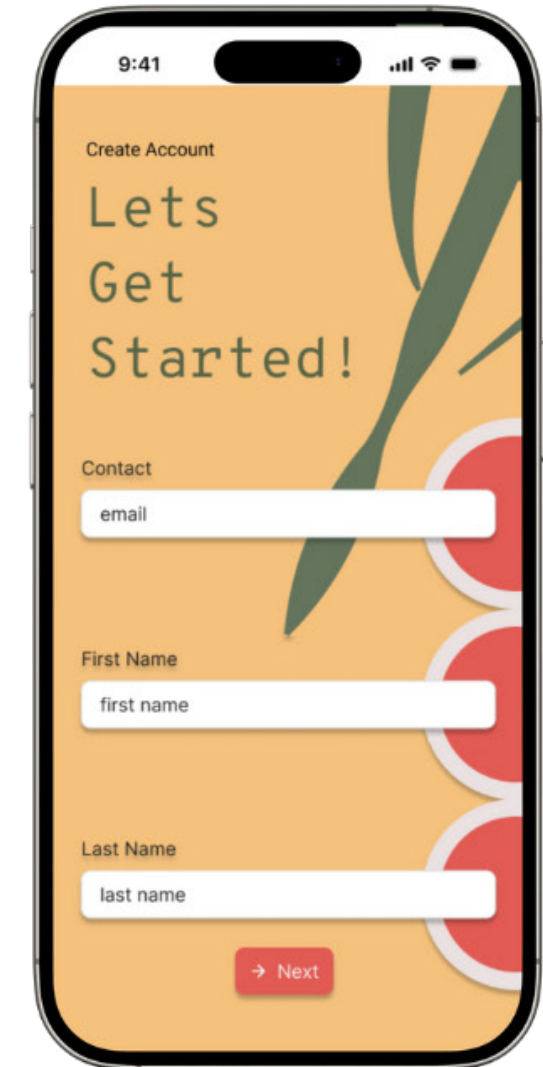 9:41
Create Account
Lets
Get
Started!
Contact
email
First Name
first name
Last Name
last name
→ Next